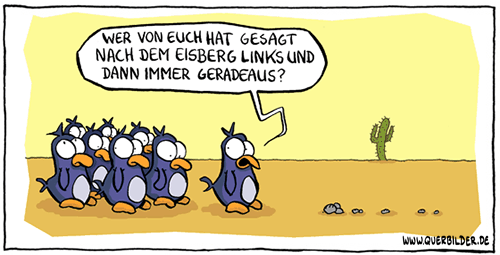 WER VON EUCH HAT GESAGT
NACH DEM EISBERG LINKS UND
DANN IMMER GERADEAUS?
WWW.QUERBILDER.DE